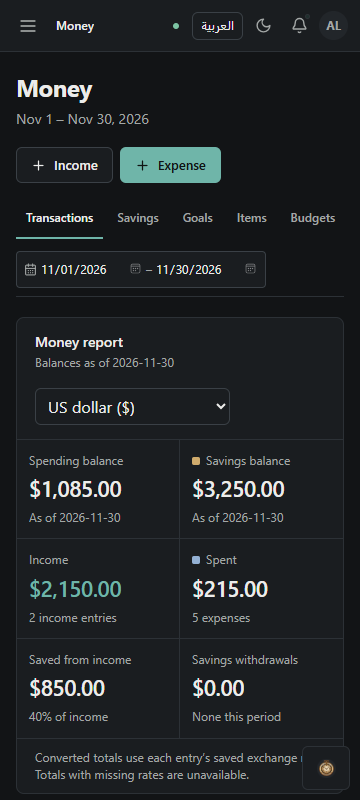 Money
العربية
AL
Money
Nov 1 – Nov 30, 2026
+ Income
+ Expense
Transactions Savings Goals Items Budgets
11/01/2026 – 11/30/2026
Money report
Balances as of 2026-11-30
US dollar ($)
Spending balance
$1,085.00
As of 2026-11-30
Savings balance
$3,250.00
As of 2026-11-30
Income
$2,150.00
2 income entries
Spent
$215.00
5 expenses
Saved from income
$850.00
40% of income
Savings withdrawals
$0.00
None this period
Converted totals use each entry's saved exchange
Totals with missing rates are unavailable.